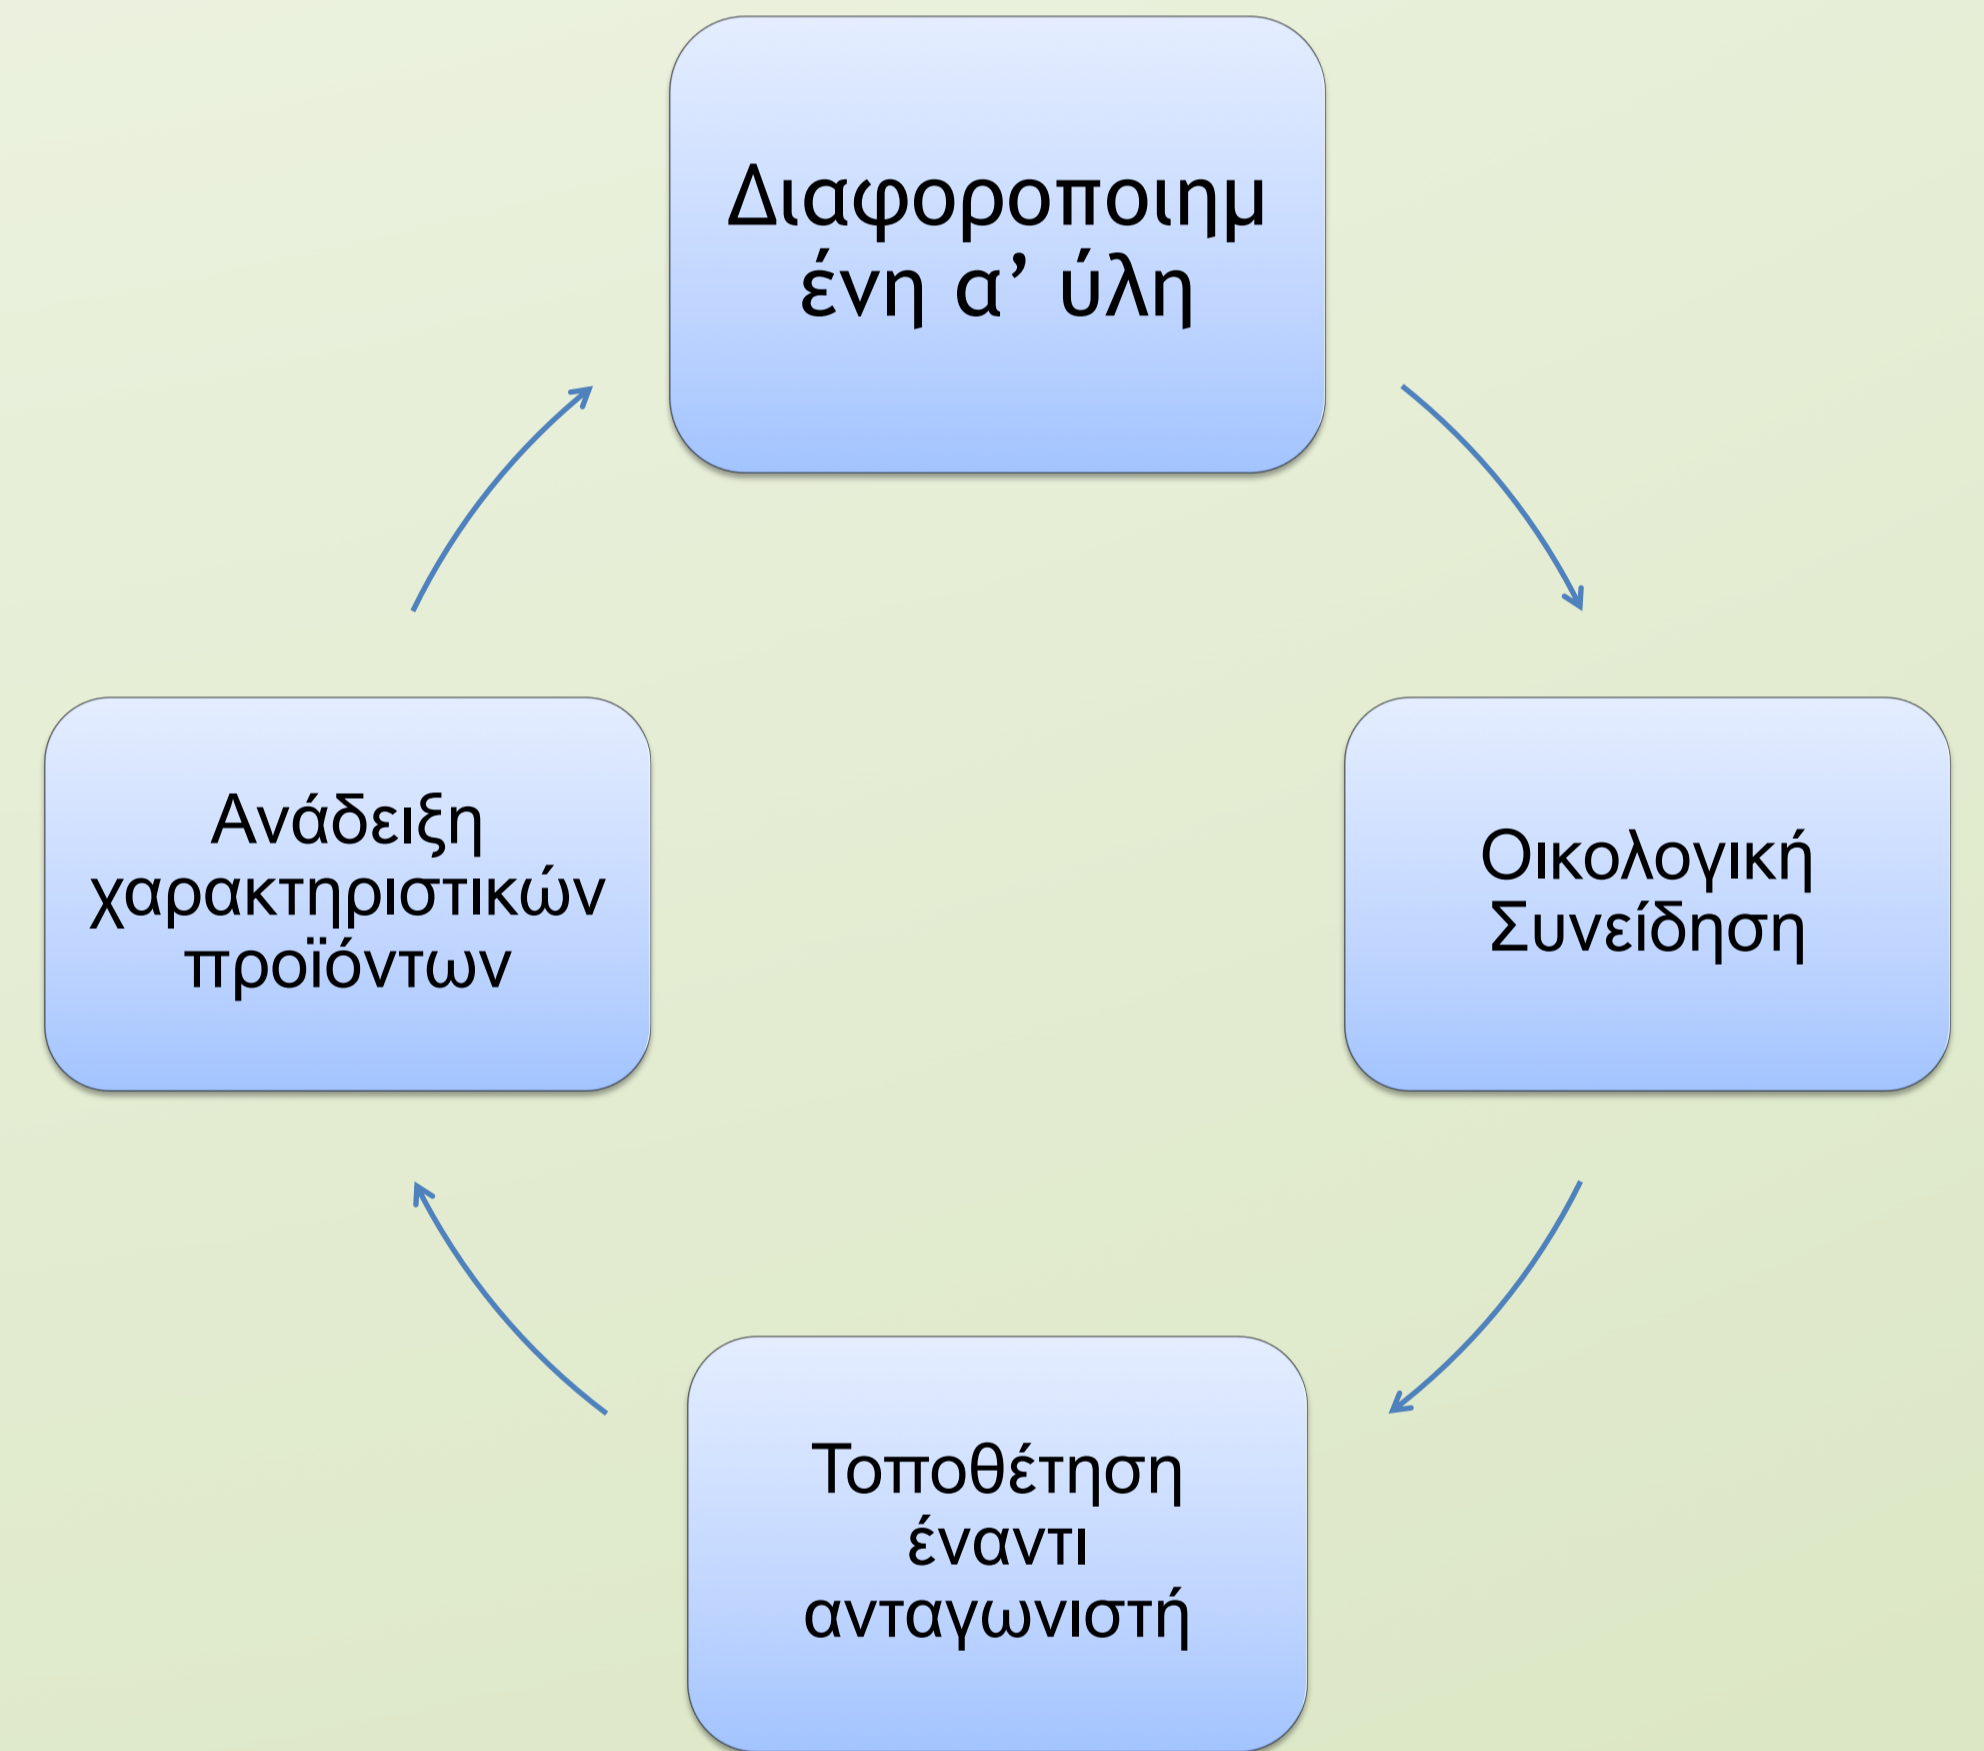 Διαφοροποιημ
ένη α’ ύλη
Οικολογική
Συνείδηση
Τοποθέτηση
έναντι
ανταγωνιστή
Ανάδειξη
χαρακτηριστικών
προϊόντων